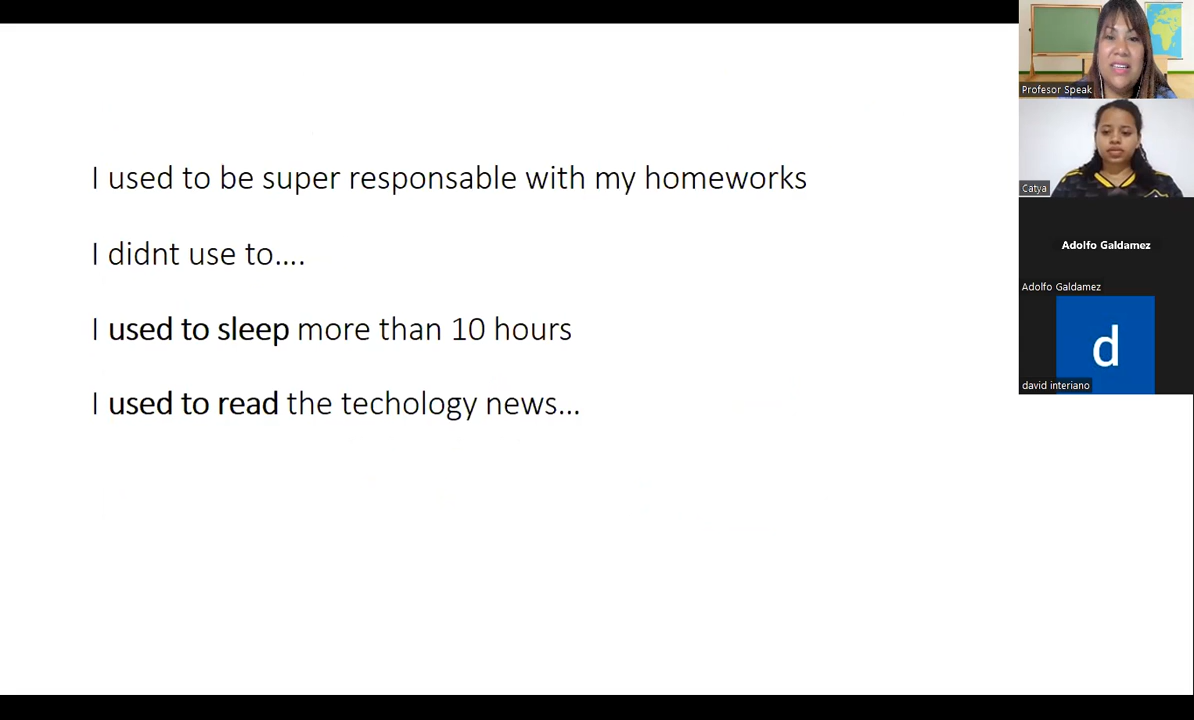 I used to be super responsable with my homeworks
I didnt use to....
I used to sleep more than 10 hours
I used to read the techology news...
Profesor Speak
Catya
Adolfo Galdamez
Adolfo Galdamez
d
david interiano